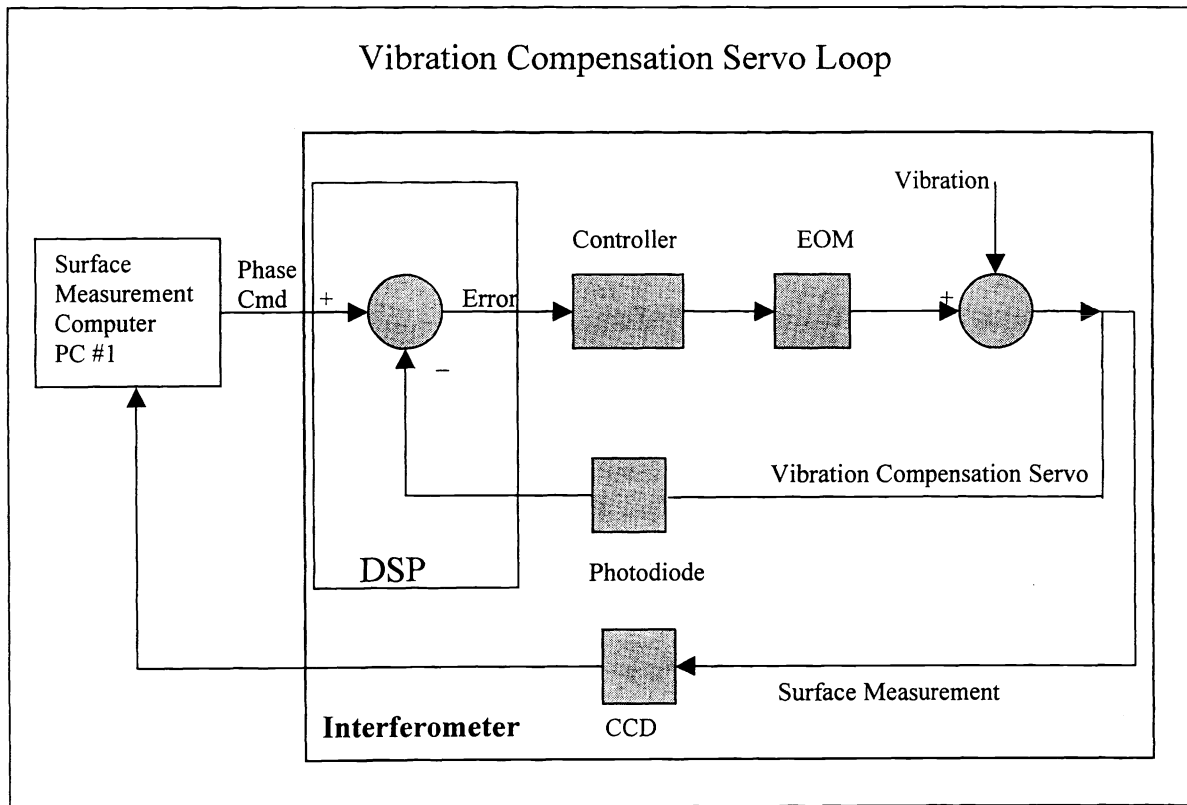 Vibration Compensation Servo Loop
Vibration
Controller
EOM
Surface
Measurement
Computer
PC #1
Phase
Cmd
+
Error
+
−
Vibration Compensation Servo
DSP
Photodiode
Surface Measurement
Interferometer
CCD